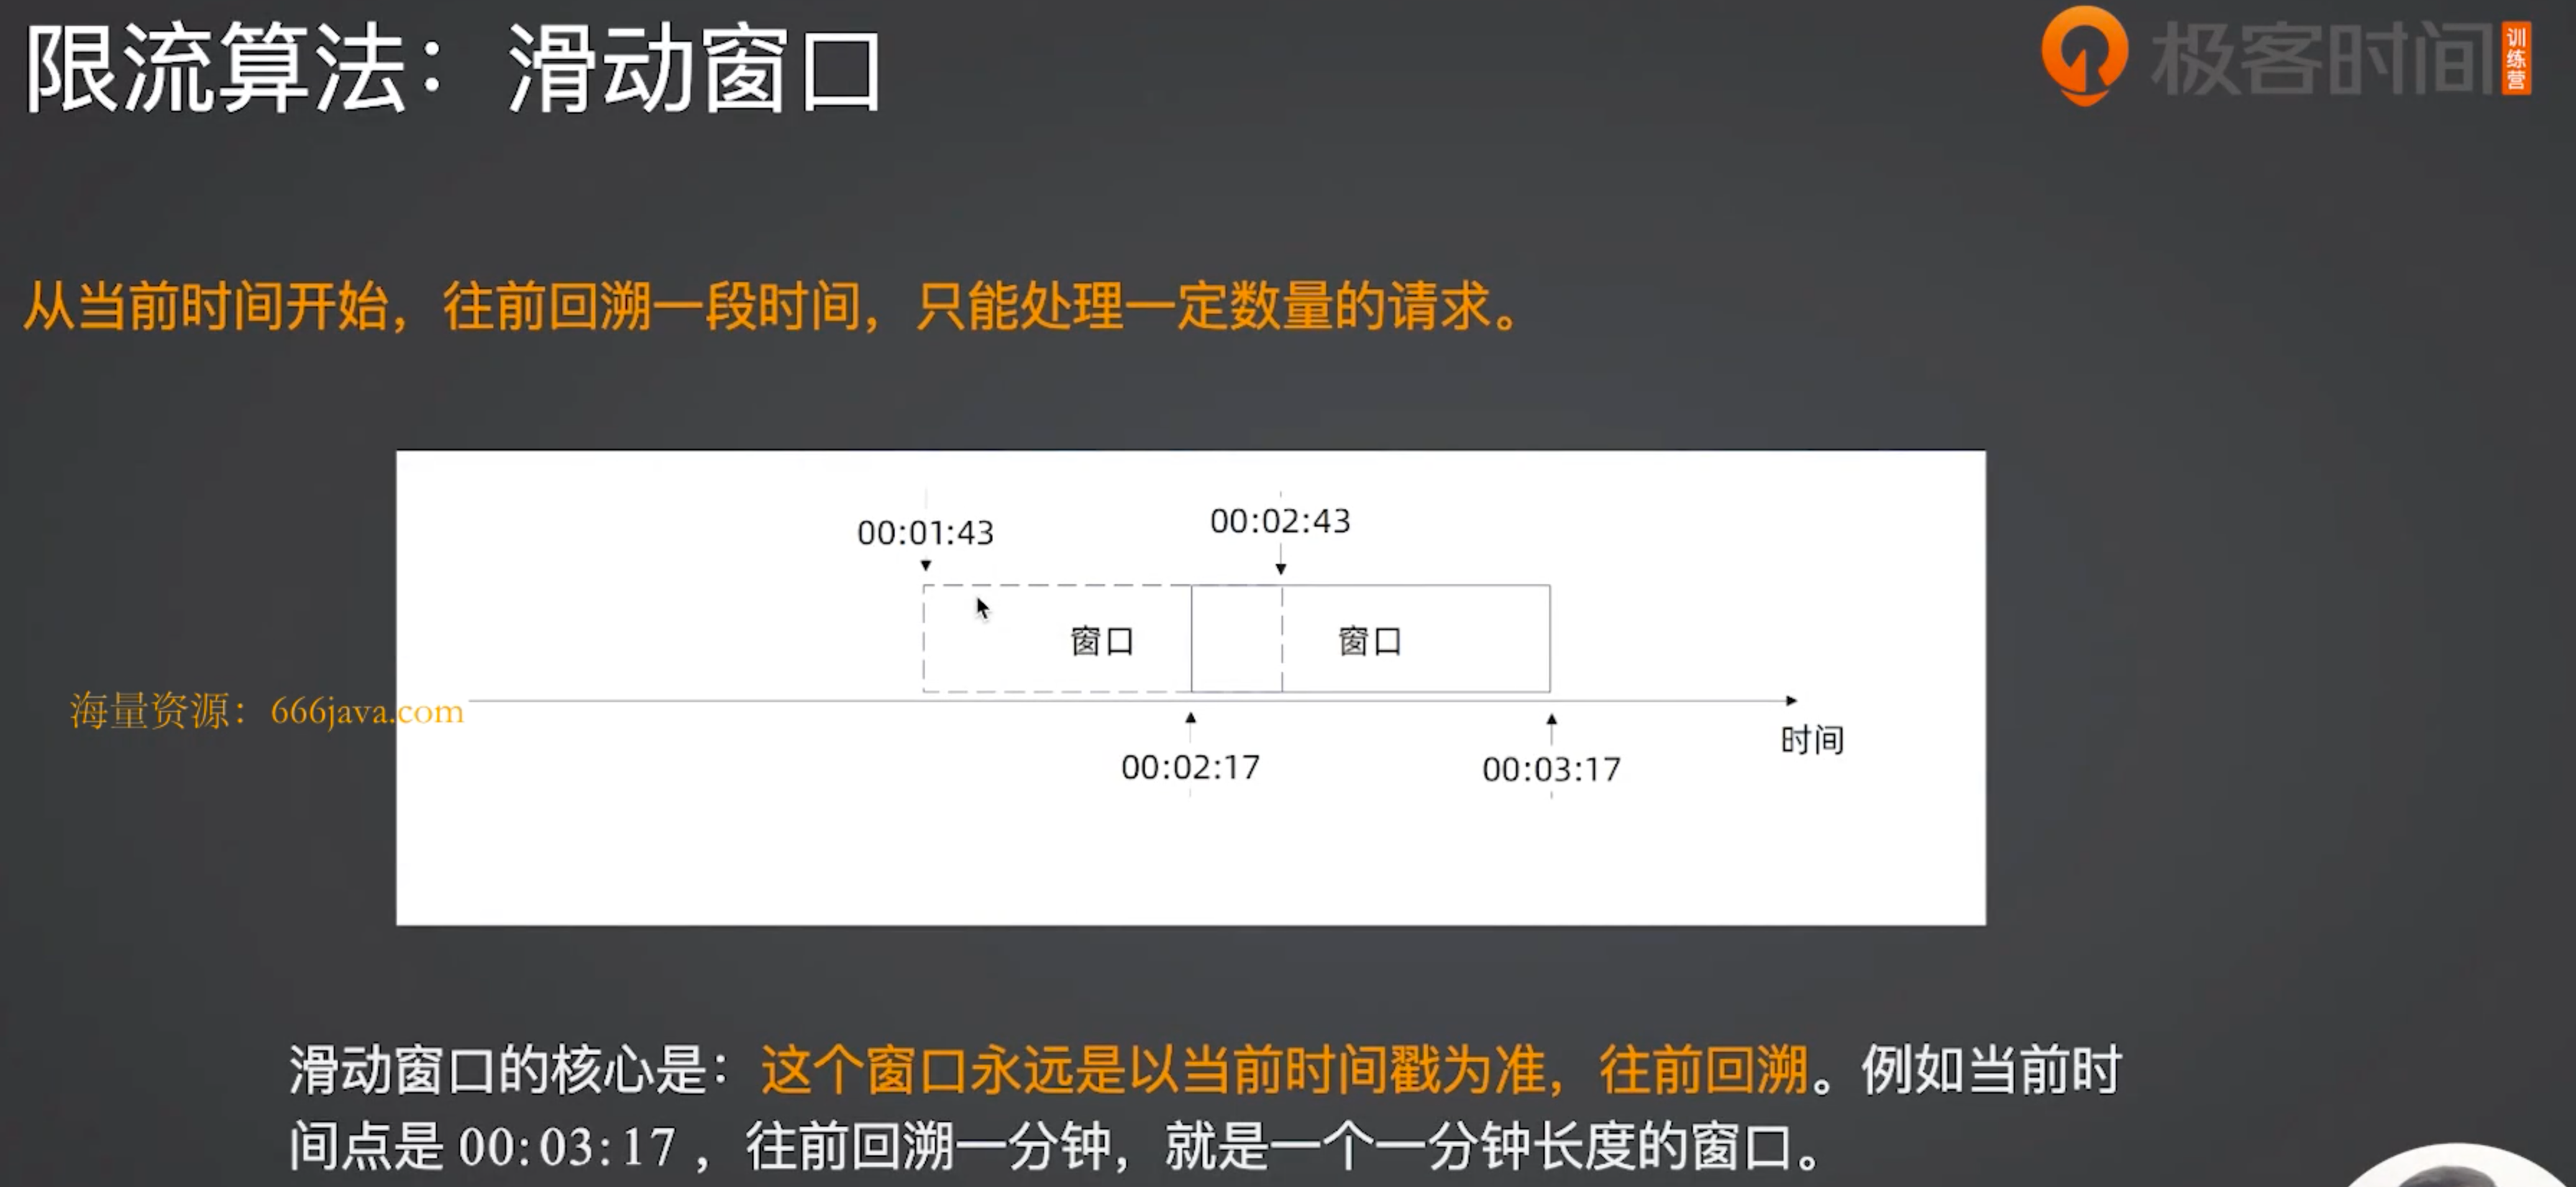 限流算法：滑动窗口
极客时间
训练营
从当前时间开始，往前回溯一段时间，只能处理一定数量的请求。
00:01:43
00:02:43
窗口
窗口
海量资源：666java.com
时间
00:02:17
00:03:17
滑动窗口的核心是：这个窗口永远是以当前时间戳为准，往前回溯。例如当前时
间点是 00:03:17 ，往前回溯一分钟，就是一个一分钟长度的窗口。